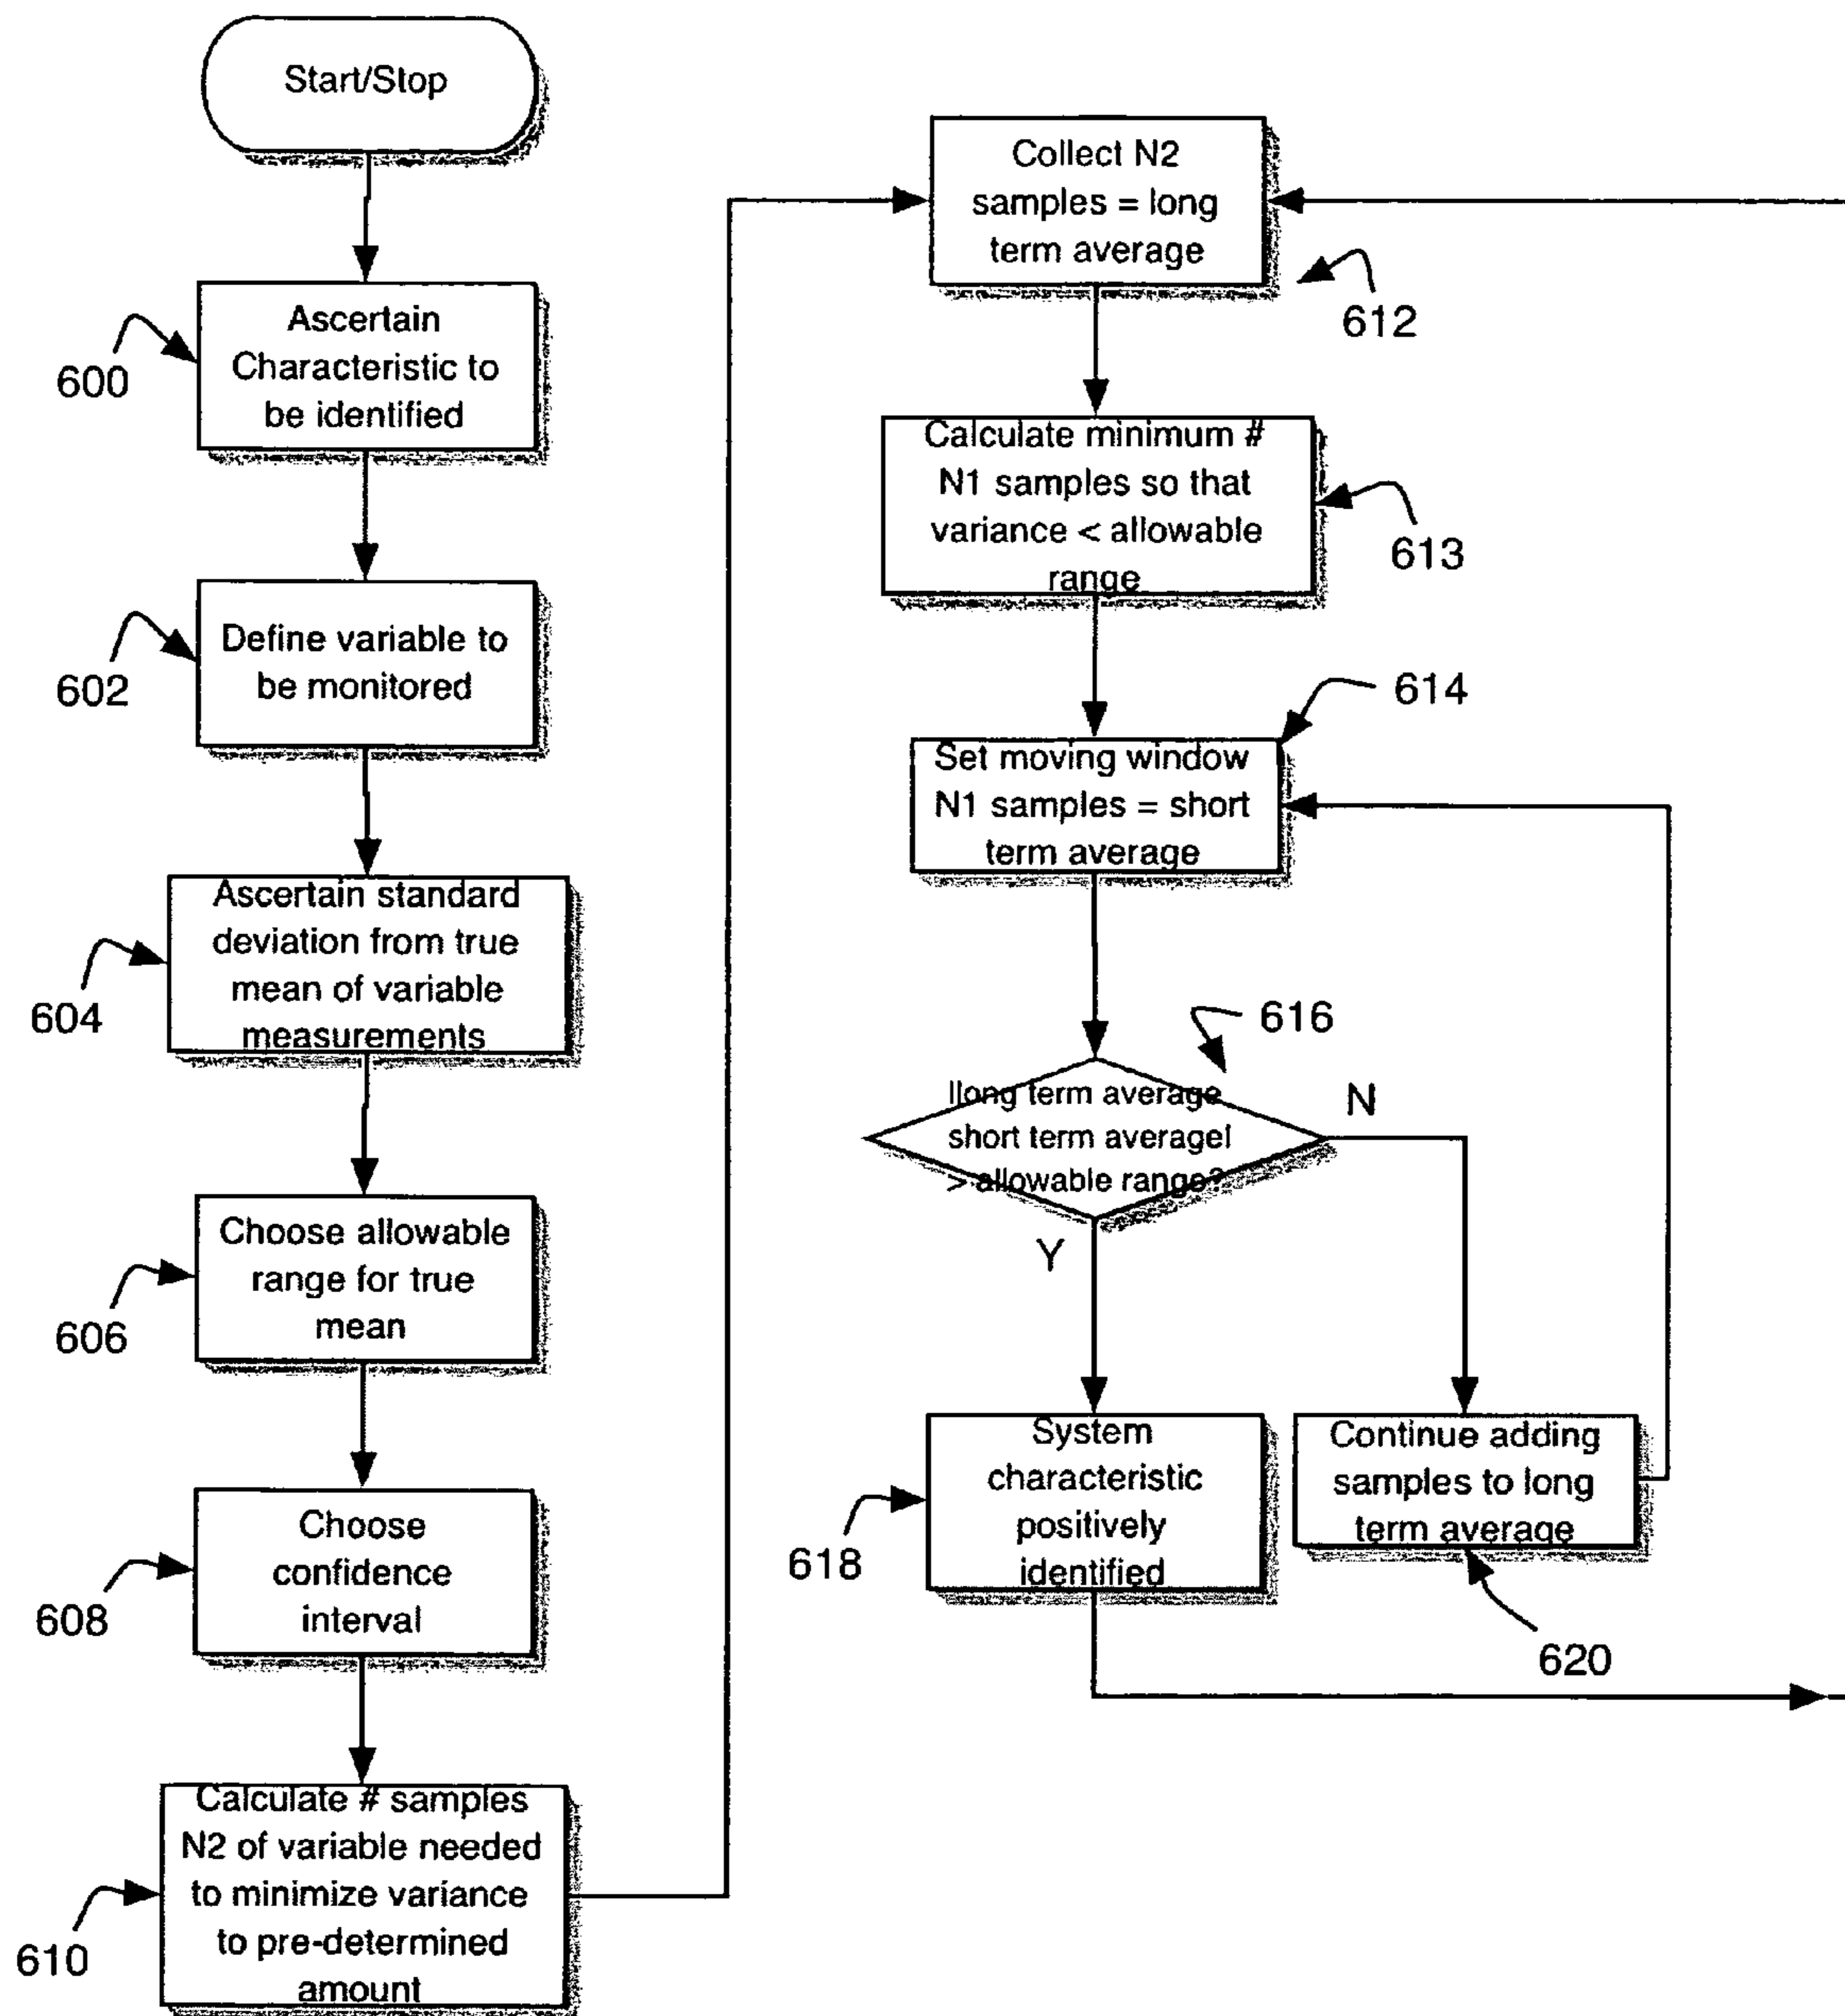 Start/Stop
Ascertain
Characteristic to
be identified
600
Define variable to
be monitored
602
Ascertain standard
deviation from true
mean of variable
measurements
604
Choose allowable
range for true
mean
606
Choose
confidence
interval
608
Calculate # samples
N2 of variable needed
to minimize variance
to pre-determined
amount
610
Collect N2
samples = long
term average
612
Calculate minimum #
N1 samples so that
variance < allowable
range
613
Set moving window
N1 samples = short
term average
614
|long term average
short term average|
> allowable range?
616
N
Y
System
characteristic
positively
identified
618
Continue adding
samples to long
term average
620